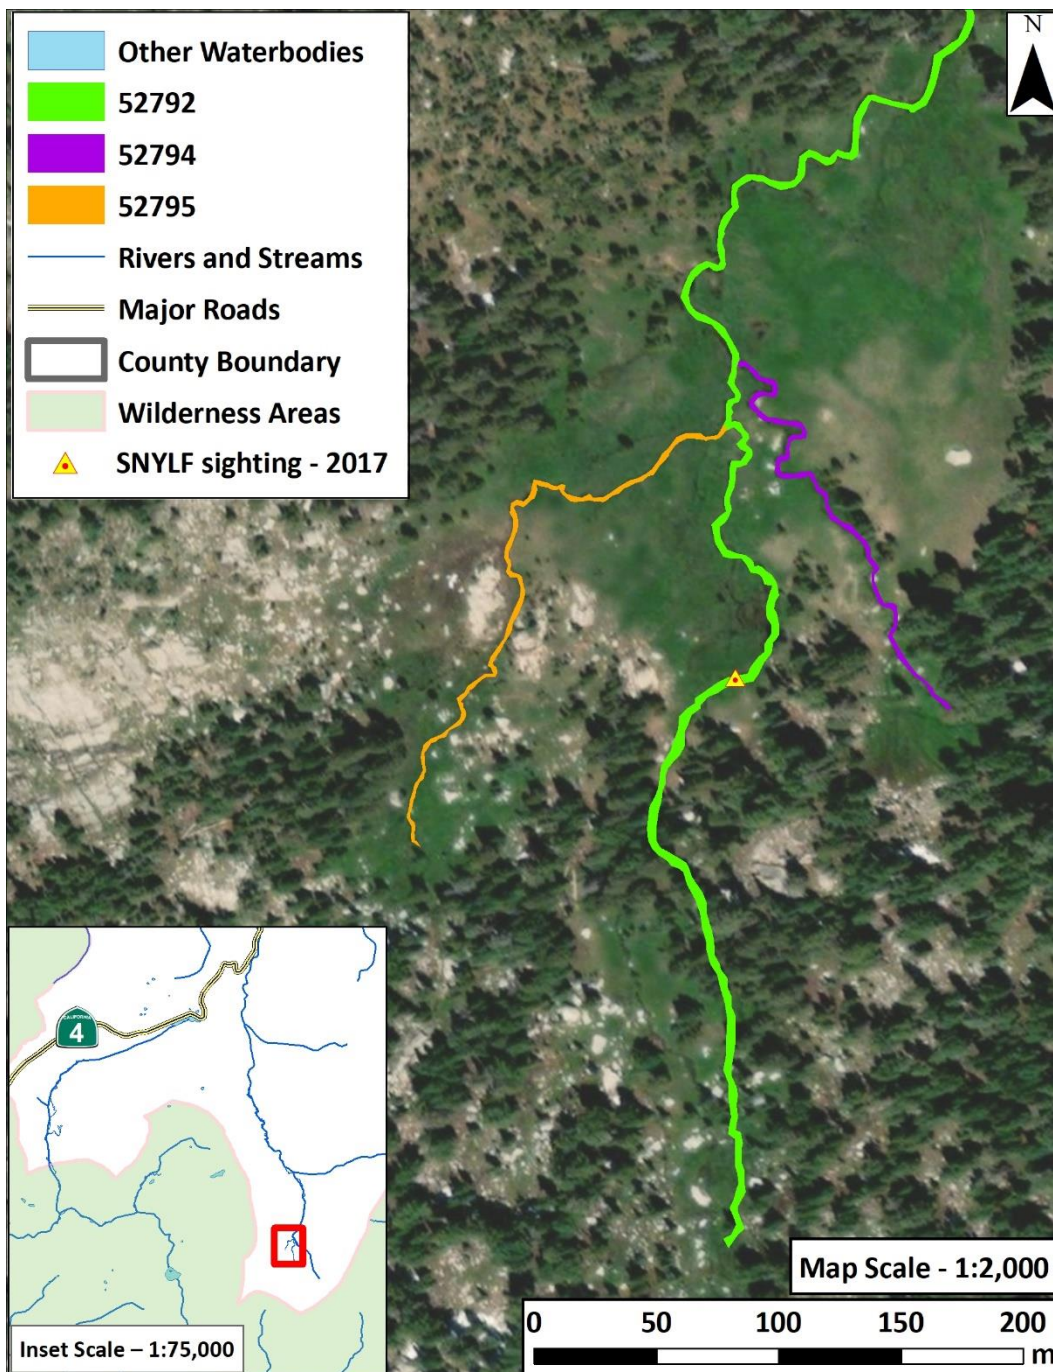 Other Waterbodies
52792
52794
52795
Rivers and Streams
Major Roads
County Boundary
Wilderness Areas
SNYLF sighting - 2017
N
CALIFORNIA
4
Inset Scale – 1:75,000
Map Scale - 1:2,000
0 50 100 150 200
m